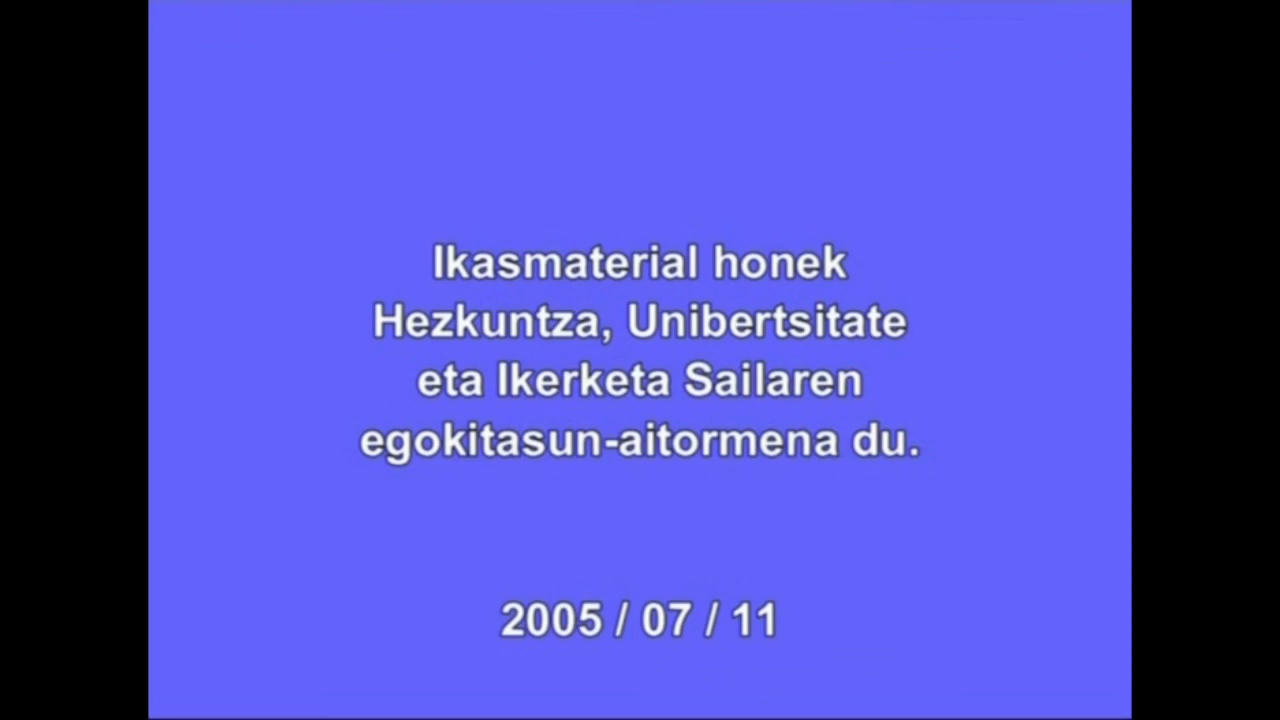 Ikasmaterial honek
Hezkuntza, Unibertsitate
eta Ikerketa Sailaren
egokitasun-aitormena du.
2005 / 07 / 11